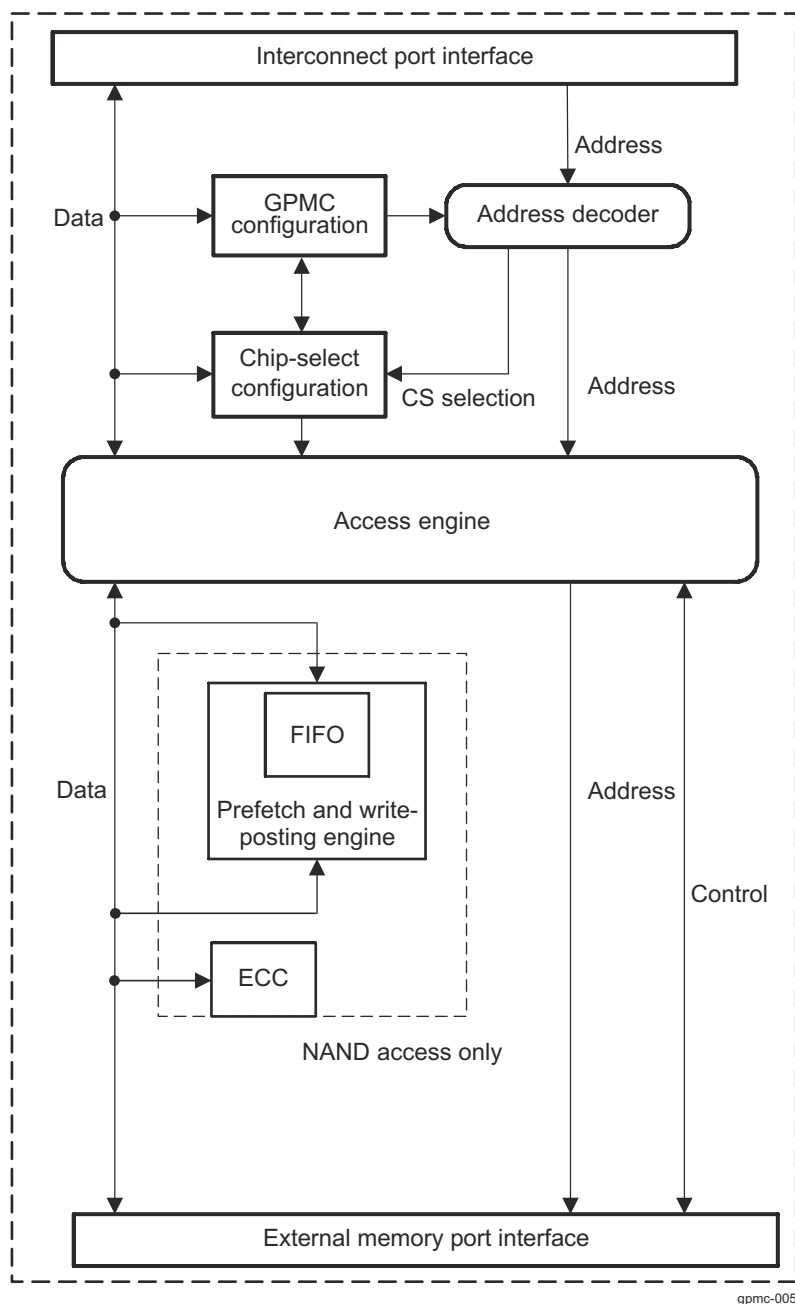 Interconnect port interface
Address
GPMC
configuration
Address decoder
Data
Chip-select
configuration
CS selection
Address
Access engine
FIFO
Prefetch and write-
posting engine
Data
Address
Control
ECC
NAND access only
External memory port interface
gpmc-005